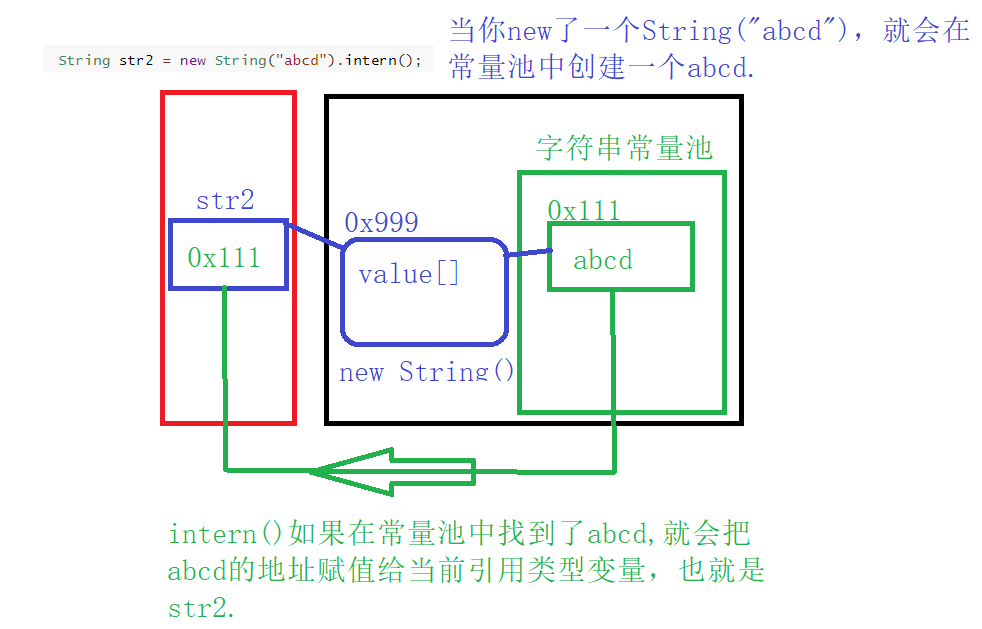 当你new了一个String("abcd")，就会在
常量池中创建一个abcd.
String str2 = new String("abcd").intern();
字符串常量池
str2
0x999
0x111
0x111
value[]
abcd
new String()
intern()如果在常量池中找到了abcd,就会把
abcd的地址赋值给当前引用类型变量，也就是
str2.